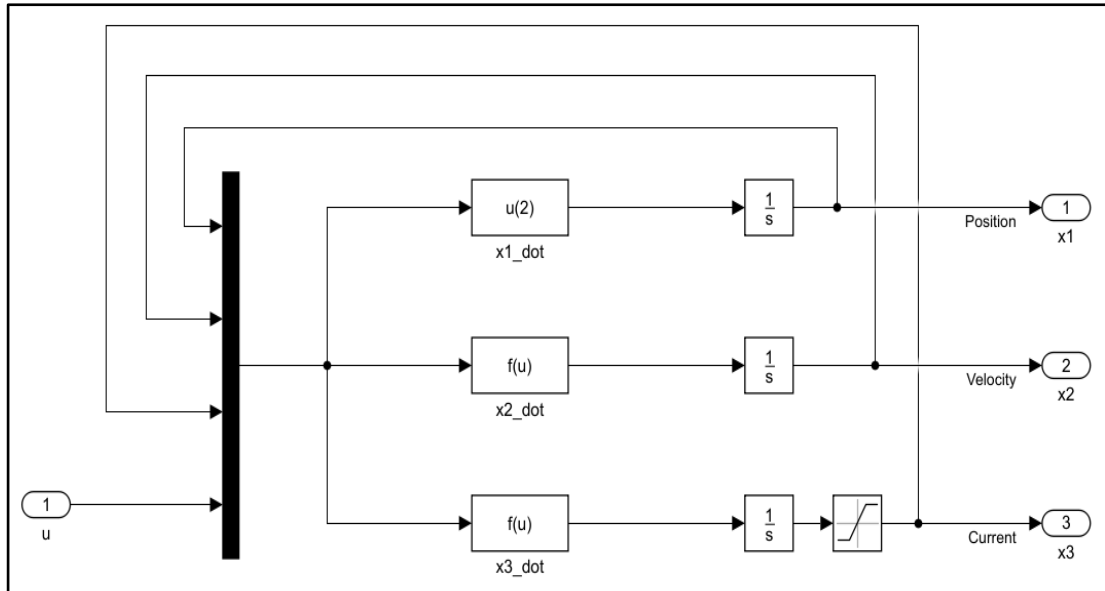 u(2)
x1_dot
1
s
Position
1
x1
f(u)
x2_dot
1
s
Velocity
2
x2
1
u
f(u)
x3_dot
1
s
Current
3
x3